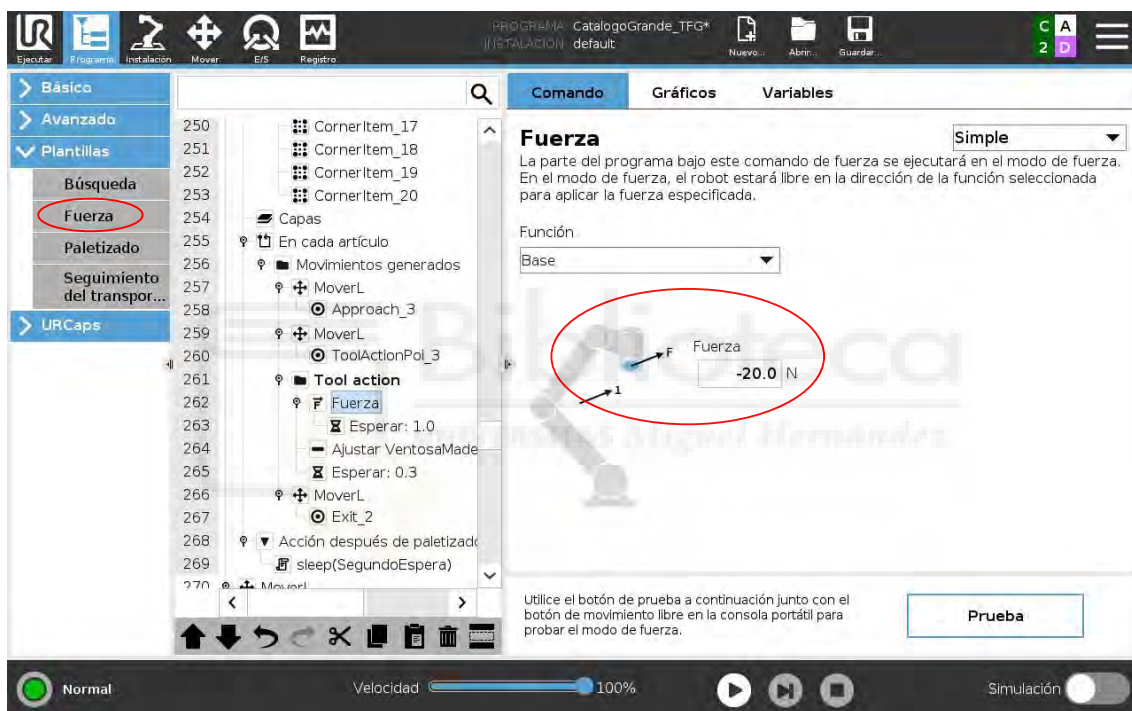 PROGRAMA CatalogoGrande_TFG*
INSTALACIÓN default
Ejecutar
Programa
Instalación
Mover
E/S
Registro
Nuevo...
Abrir...
Guardar...
C A
2 D
Básico
Avanzado
Plantillas
Búsqueda
Fuerza
Paletizado
Seguimiento
del transpor...
URCaps
250 CornerItem_17
251 CornerItem_18
252 CornerItem_19
253 CornerItem_20
254 Capas
255 En cada artículo
256 Movimientos generados
257 MoverL
258 Approach_3
259 MoverL
260 ToolActionPoi_3
261 Tool action
262 Fuerza
263 Esperar: 1.0
264 Ajustar VentosaMade
265 Esperar: 0.3
266 MoverL
267 Exit_2
268 Acción después de paletizado
269 sleep(SegundoEspera)
270 MoverL
Comando
Gráficos
Variables
Fuerza
Simple
La parte del programa bajo este comando de fuerza se ejecutará en el modo de fuerza.
En el modo de fuerza, el robot estará libre en la dirección de la función seleccionada
para aplicar la fuerza especificada.
Función
Base
F
1
Fuerza
-20.0 N
Biblioteca
Universitas Miguel Hernández
Utilice el botón de prueba a continuación junto con el
botón de movimiento libre en la consola portátil para
probar el modo de fuerza.
Prueba
Normal
Velocidad
100%
Simulación